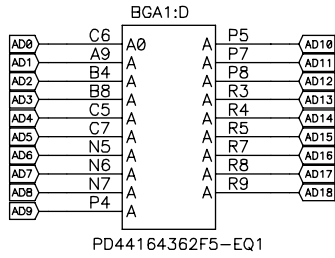 BGA1:D
AD0 C6 A0 A P5 AD10
AD1 A9 A A P7 AD11
AD2 B4 A A P8 AD12
AD3 B8 A A R3 AD13
AD4 C5 A A R4 AD14
AD5 C7 A A R5 AD15
AD6 N5 A A R7 AD16
AD7 N6 A A R8 AD17
AD8 N7 A A R9 AD18
AD9 P4 A
PD44164362F5-EQ1